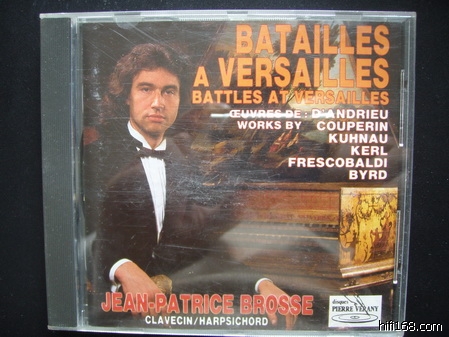 BATAILLES
A VERSAILLES
BATTLES AT VERSAILLES
ŒUVRES DE : D'ANDRIEU
WORKS BY COUPERIN
KUHNAU
KERL
FRESCOBALDI
BYRD
JEAN-PATRICE BROSSE
CLAVECIN/HARPSICHORD
disques
PIERRE VERANY
hifi168.com